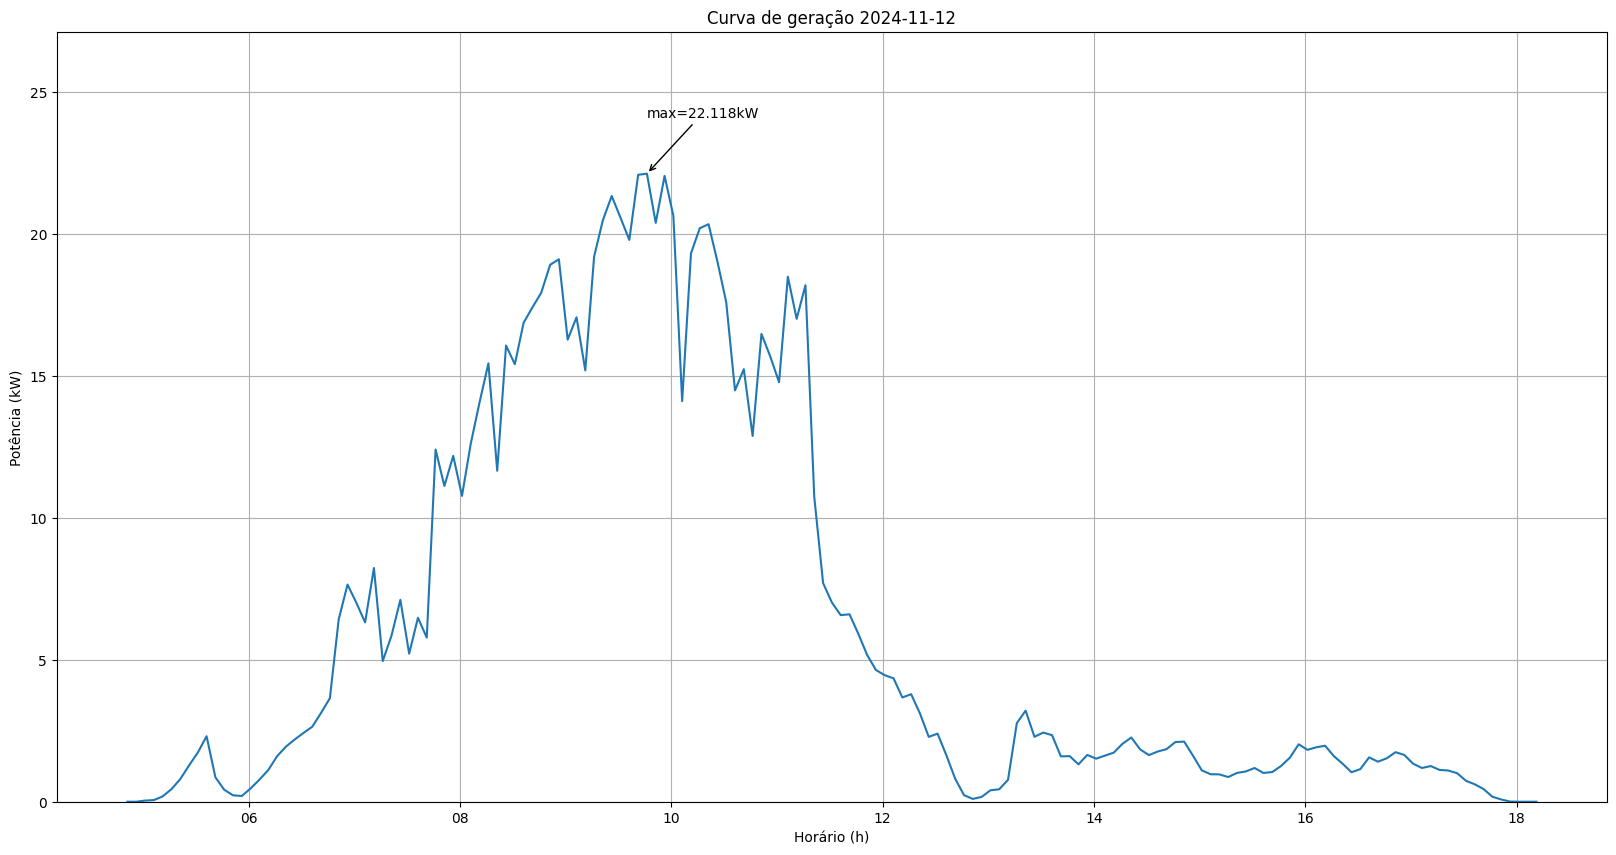 Curva de geração 2024-11-12
25
max=22.118kW
20
15
Potência (kW)
10
5
0
06 08 10 12 14 16 18
Horário (h)